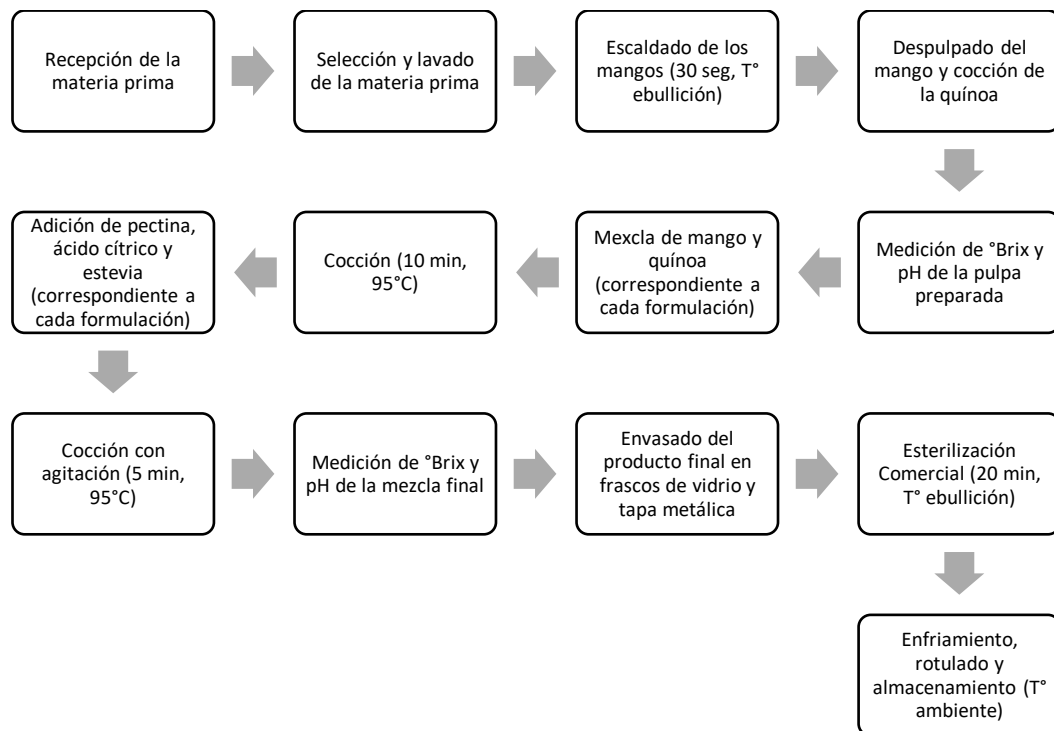 Recepción de la
materia prima
Selección y lavado
de la materia prima
Escaldado de los
mangos (30 seg, T°
ebullición)
Despulpado del
mango y cocción de
la quínoa
Medición de °Brix y
pH de la pulpa
preparada
Mexcla de mango y
quínoa
(correspondiente a
cada formulación)
Cocción (10 min,
95°C)
Adición de pectina,
ácido cítrico y
estevia
(correspondiente a
cada formulación)
Cocción con
agitación (5 min,
95°C)
Medición de °Brix y
pH de la mezcla final
Envasado del
producto final en
frascos de vidrio y
tapa metálica
Esterilización
Comercial (20 min,
T° ebullición)
Enfriamiento,
rotulado y
almacenamiento (T°
ambiente)